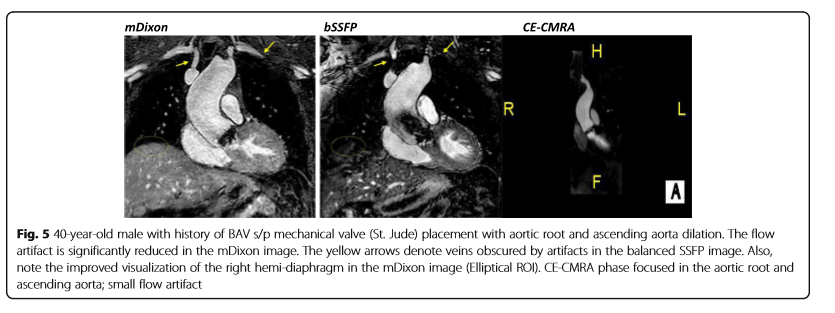 mDixon bSSFP CE-CMRA
H
R L
F
A
Fig. 5 40-year-old male with history of BAV s/p mechanical valve (St. Jude) placement with aortic root and ascending aorta dilation. The flow
artifact is significantly reduced in the mDixon image. The yellow arrows denote veins obscured by artifacts in the balanced SSFP image. Also,
note the improved visualization of the right hemi-diaphragm in the mDixon image (Elliptical ROI). CE-CMRA phase focused in the aortic root and
ascending aorta; small flow artifact